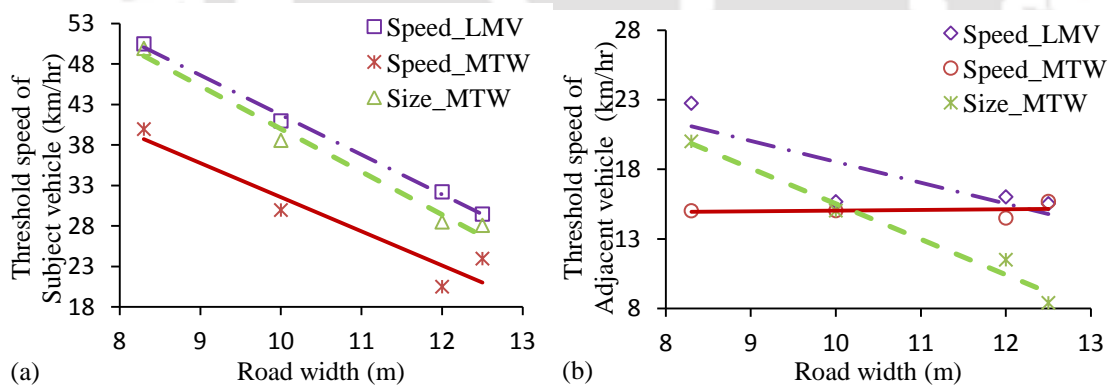 Threshold speed of
Subject vehicle (km/hr)
53
48
43
38
33
28
23
18
Speed_LMV
Speed_MTW
Size_MTW
8 9 10 11 12 13
(a) Road width (m)
Threshold speed of
Adjacent vehicle (km/hr)
28
23
18
13
8
Speed_LMV
Speed_MTW
Size_MTW
8 9 10 11 12 13
(b) Road width (m)